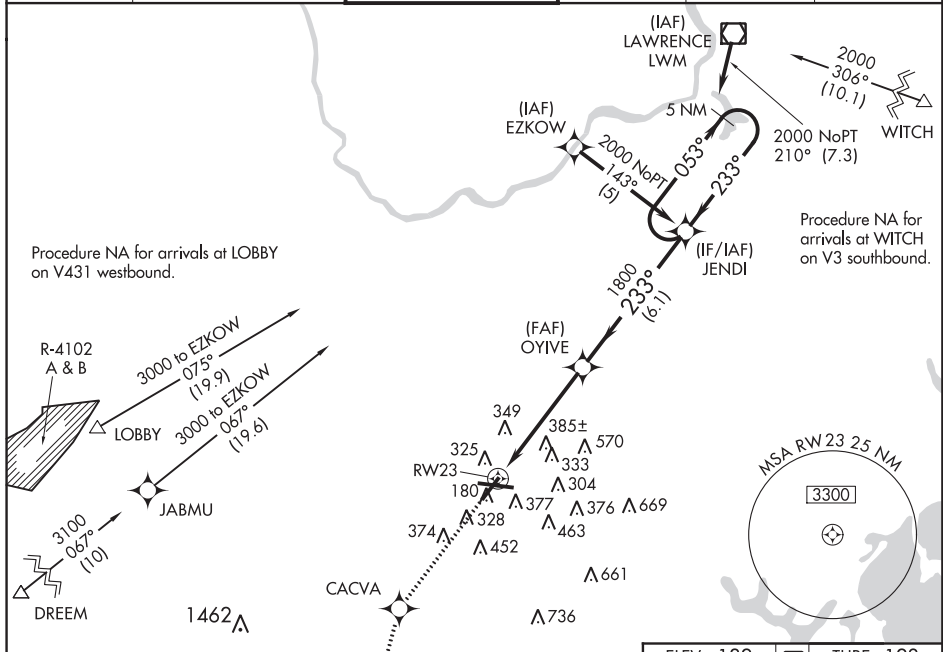 (IAF)
LAWRENCE
LWM
2000
306°
(10.1)
WITCH
(IAF)
EZKOW
5 NM
2000 NoPT
210° (7.3)
2000 NoPT
143°
(5)
053°
233°
Procedure NA for
arrivals at WITCH
on V3 southbound.
(IF/IAF)
JENDI
Procedure NA for arrivals at LOBBY
on V431 westbound.
1800
233°
(6.1)
(FAF)
OYIVE
R-4102
A & B
3000 to EZKOW
075°
(19.9)
LOBBY
3000 to EZKOW
067°
(19.6)
JABMU
3100
067°
(10)
DREEM
349
385±
570
325
333
RW23
304
180
377
376
669
328
463
374
452
661
CACVA
736
1462
MSA RW 23 25 NM
3300